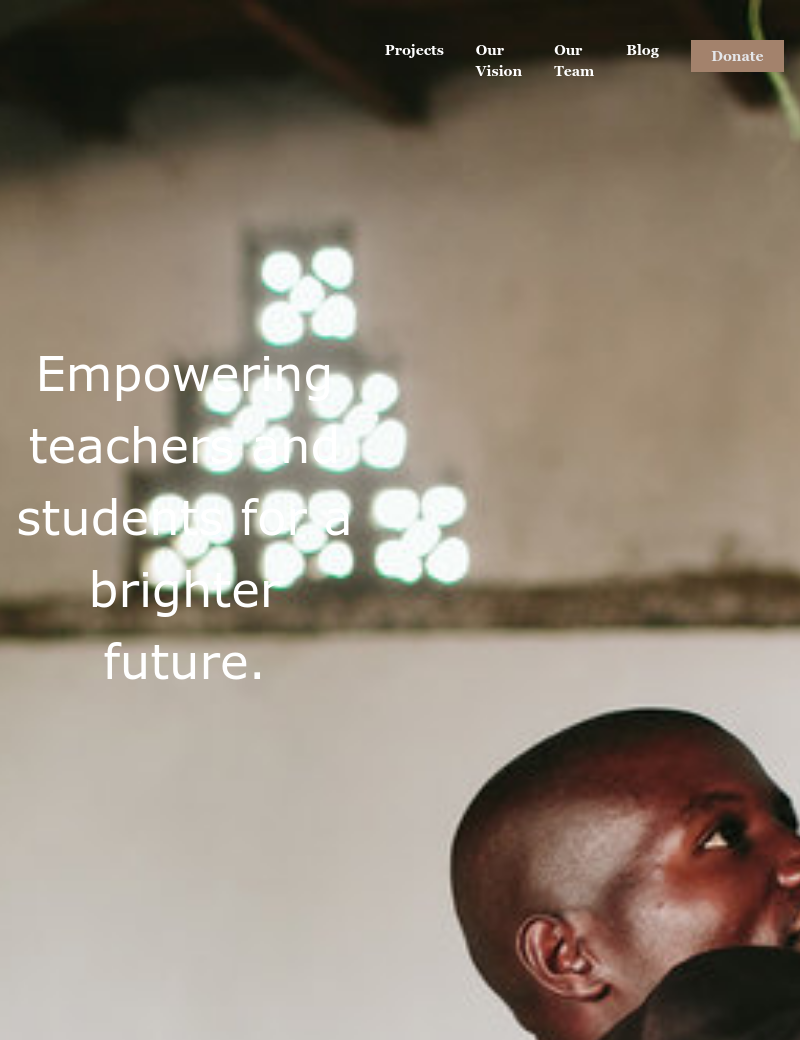 Projects
Our Vision
Our Team
Blog
Donate
Empowering
teachers and
students for a
brighter
future.